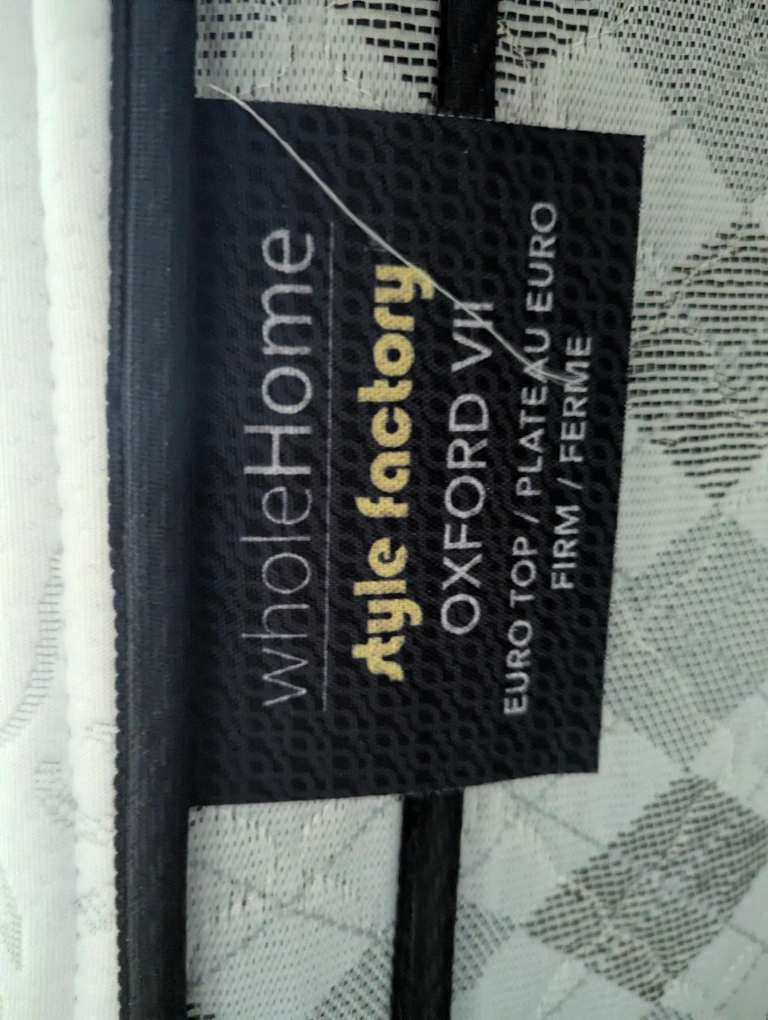 wholeHome
style factory
OXFORD VII
EURO TOP / PLATEAU EURO
FIRM / FERME